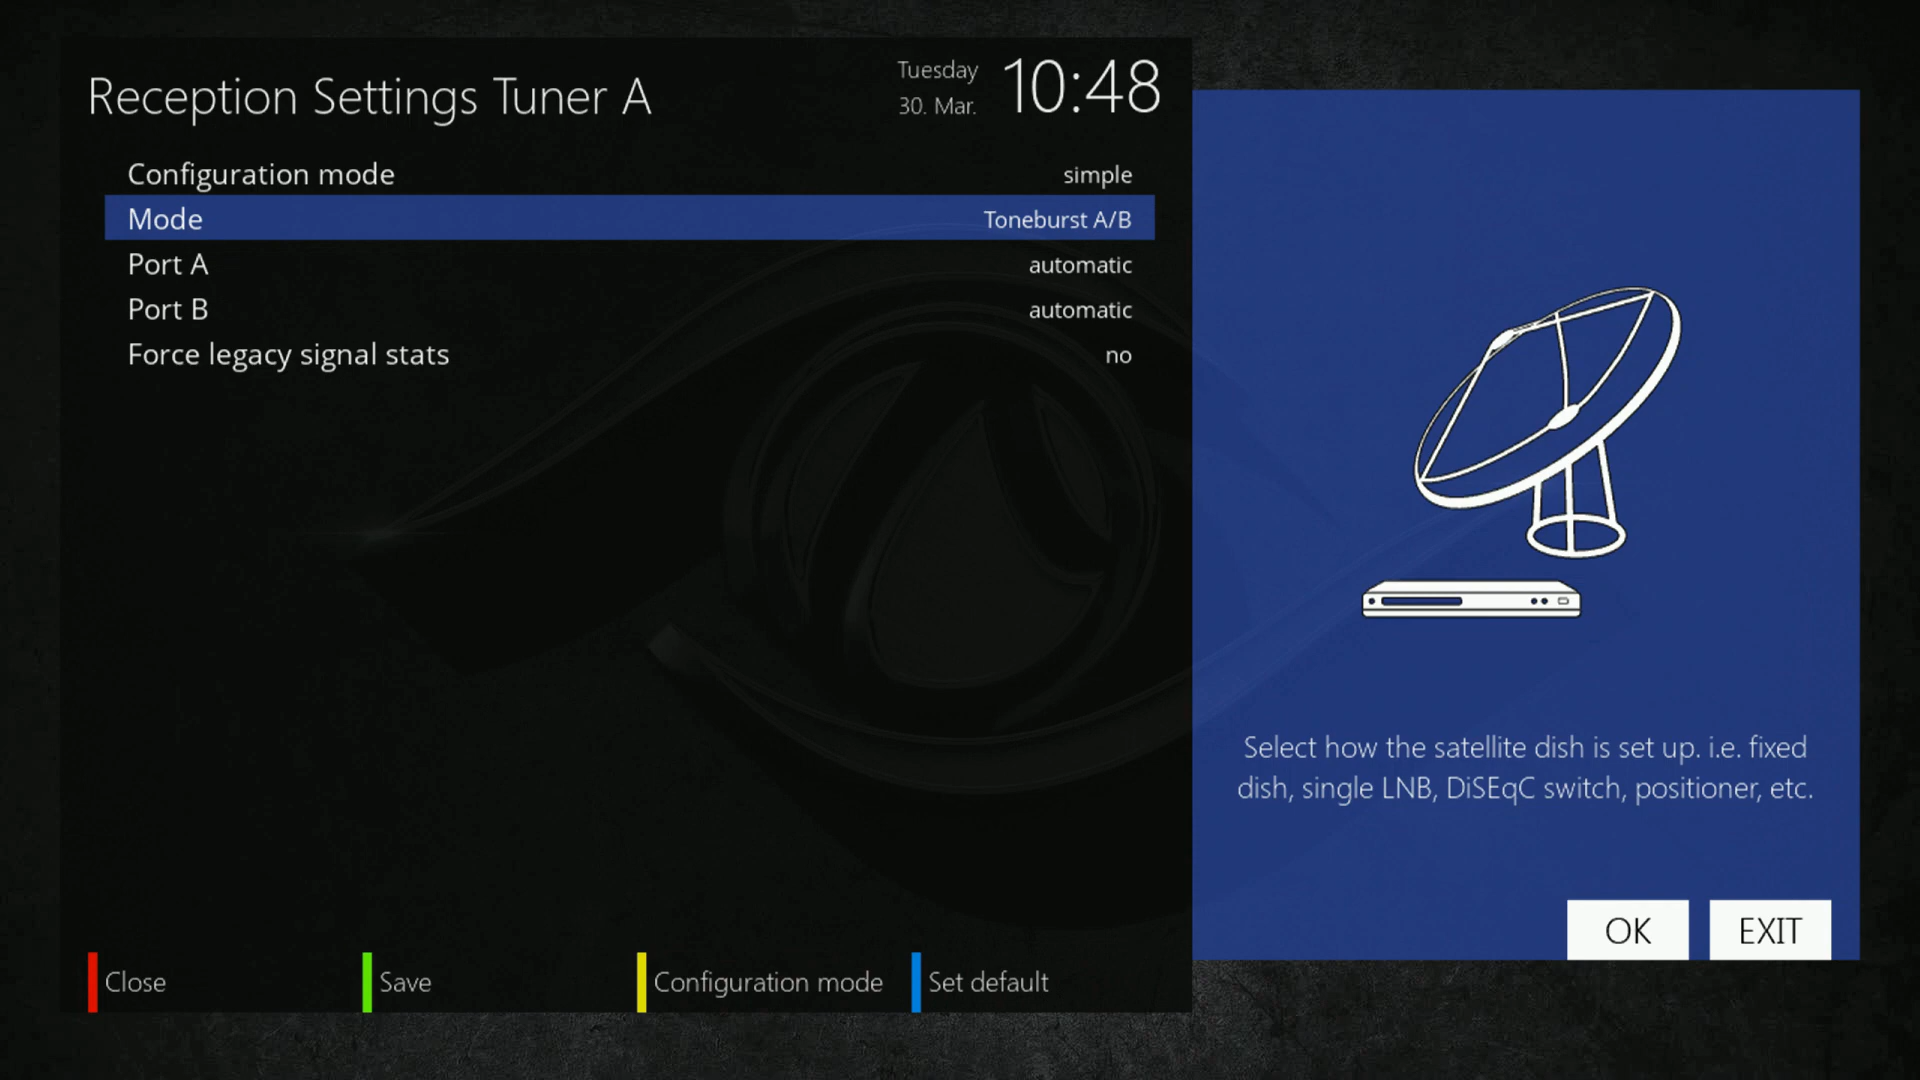 Reception Settings Tuner A
Tuesday
30. Mar.
10:48
Configuration mode simple
Mode Toneburst A/B
Port A automatic
Port B automatic
Force legacy signal stats no
Select how the satellite dish is set up. i.e. fixed
dish, single LNB, DiSEqC switch, positioner, etc.
OK EXIT
Close Save Configuration mode Set default